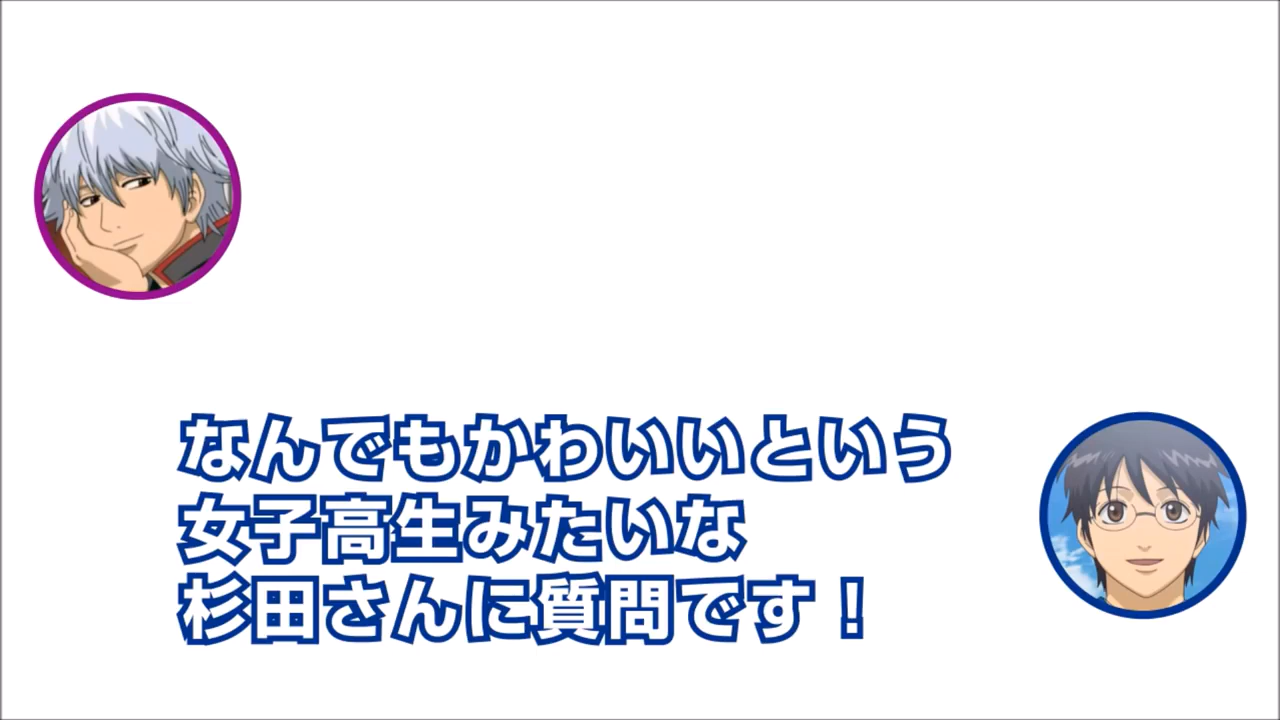 なんでもかわいいという
女子高生みたいな
杉田さんに質問です！